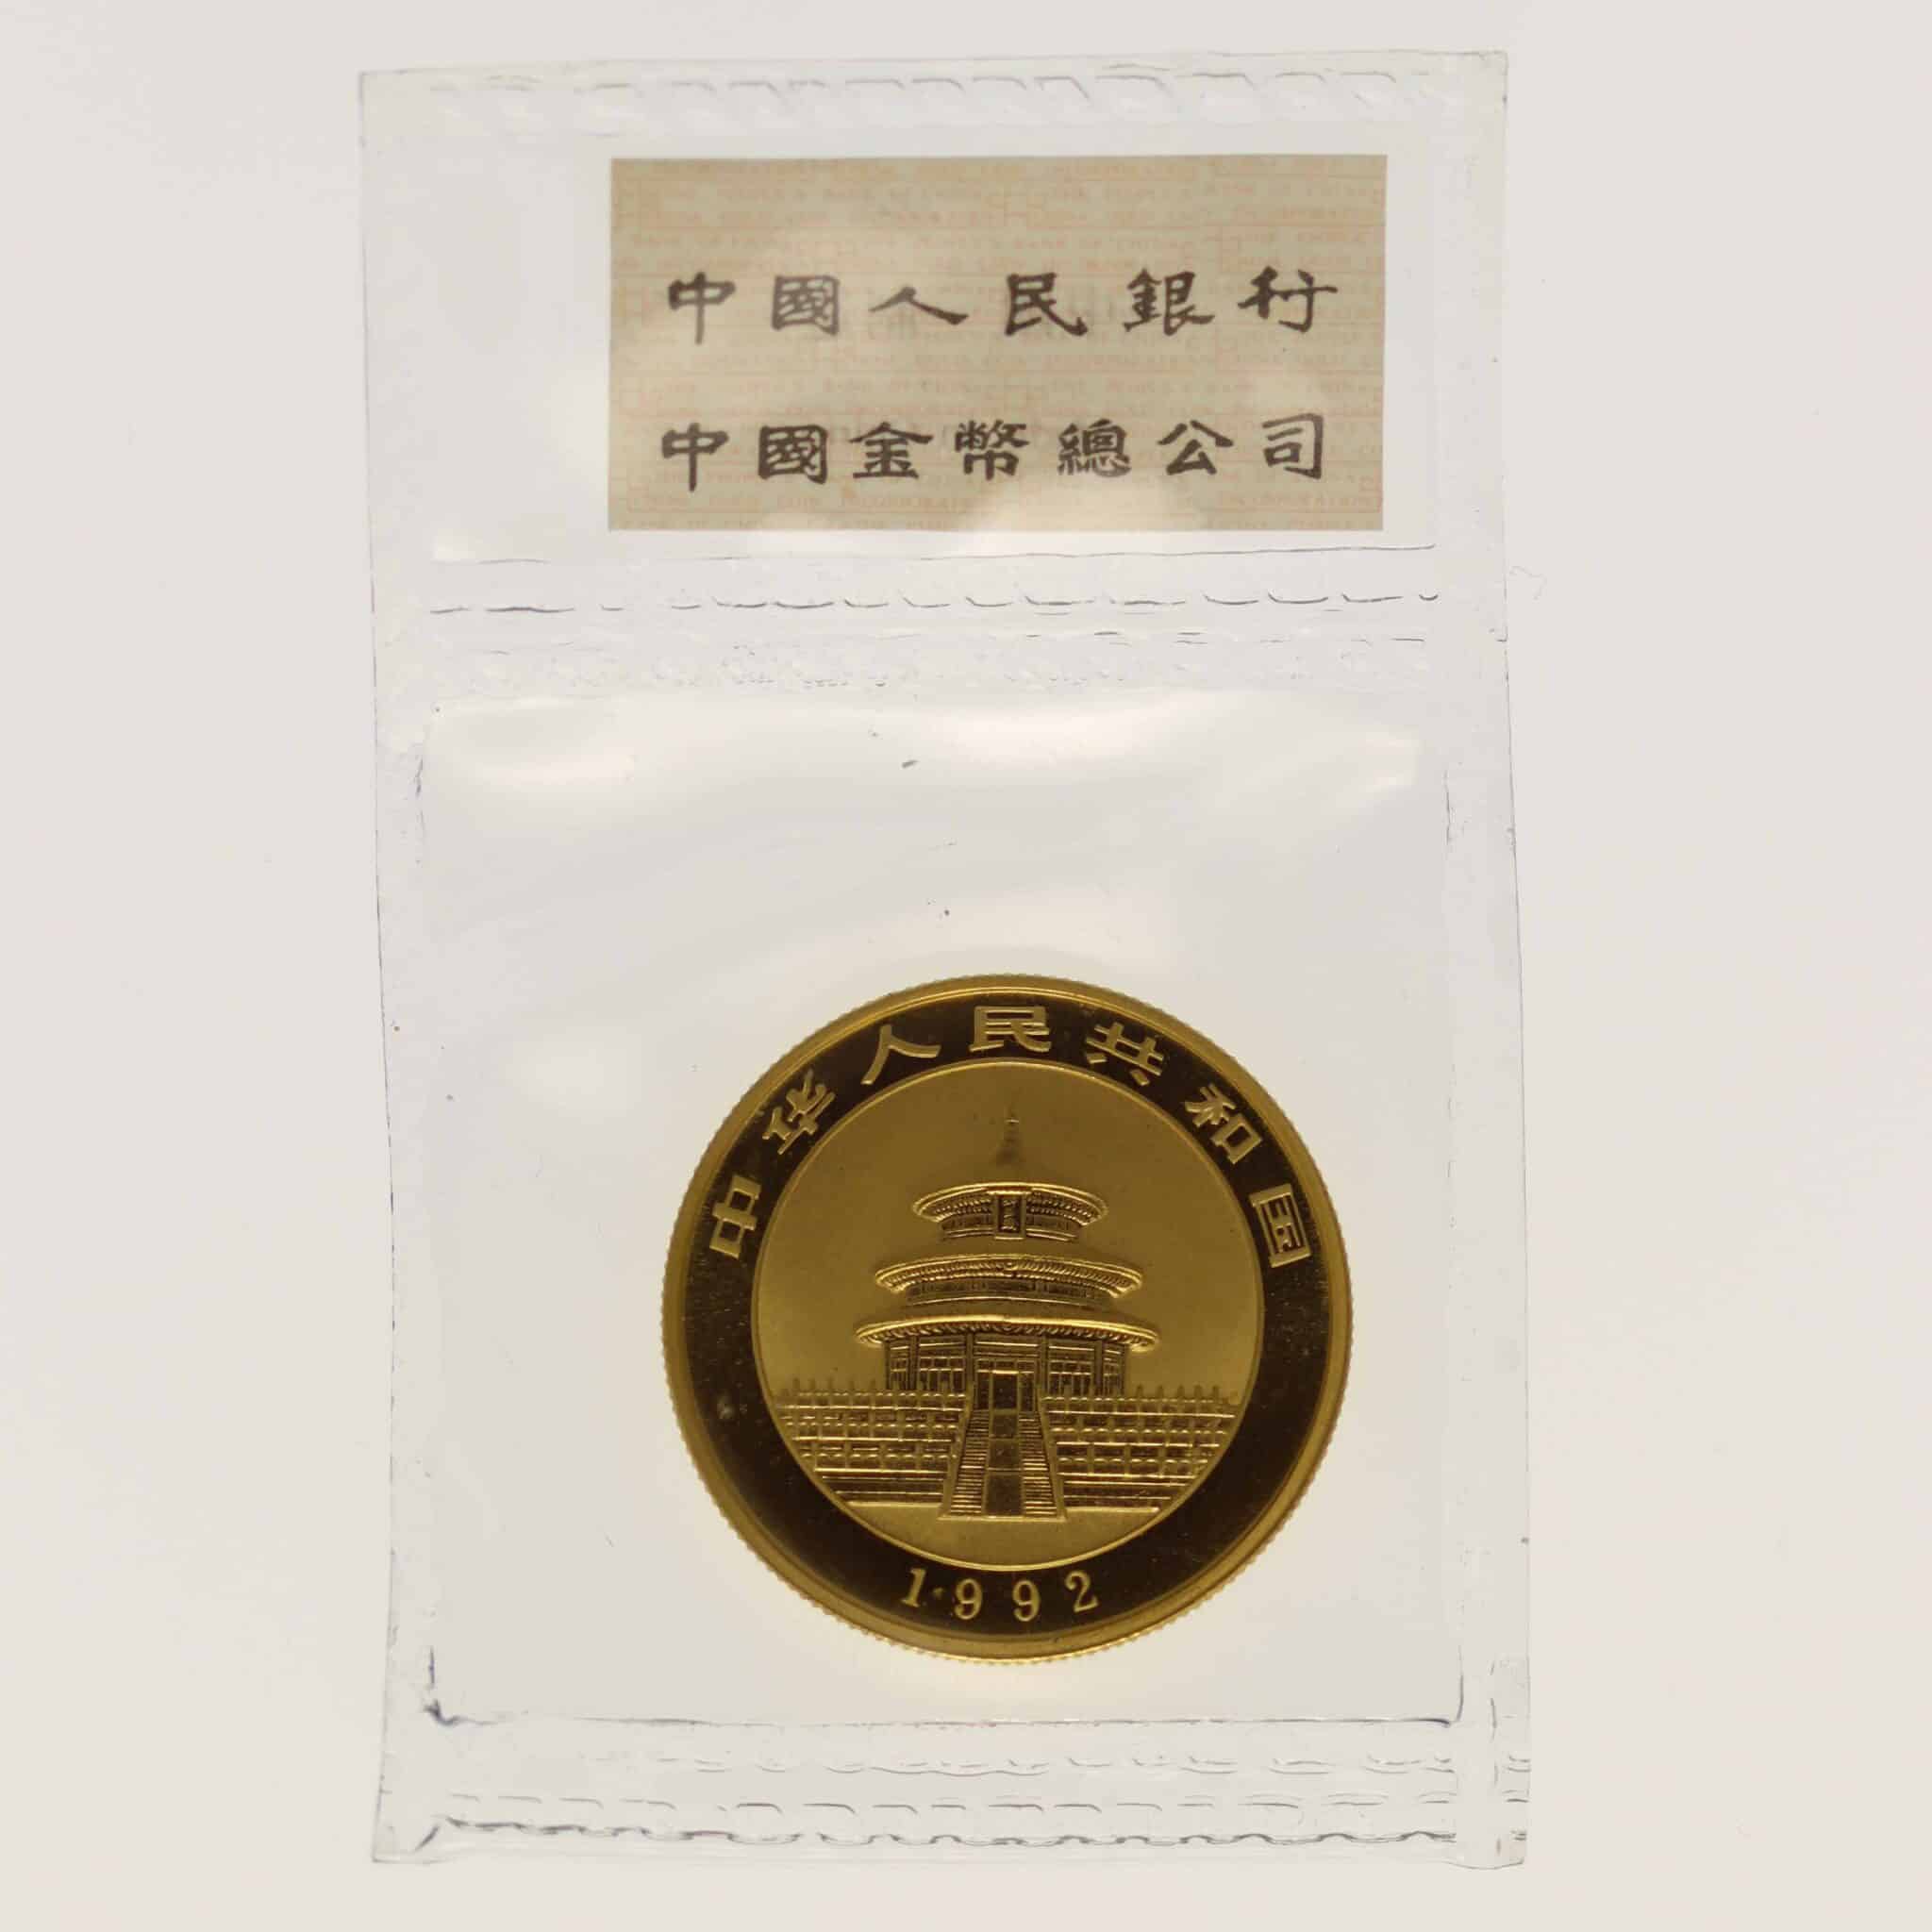 中國人民銀行
中國金幣總公司
中华人民共和国
1992